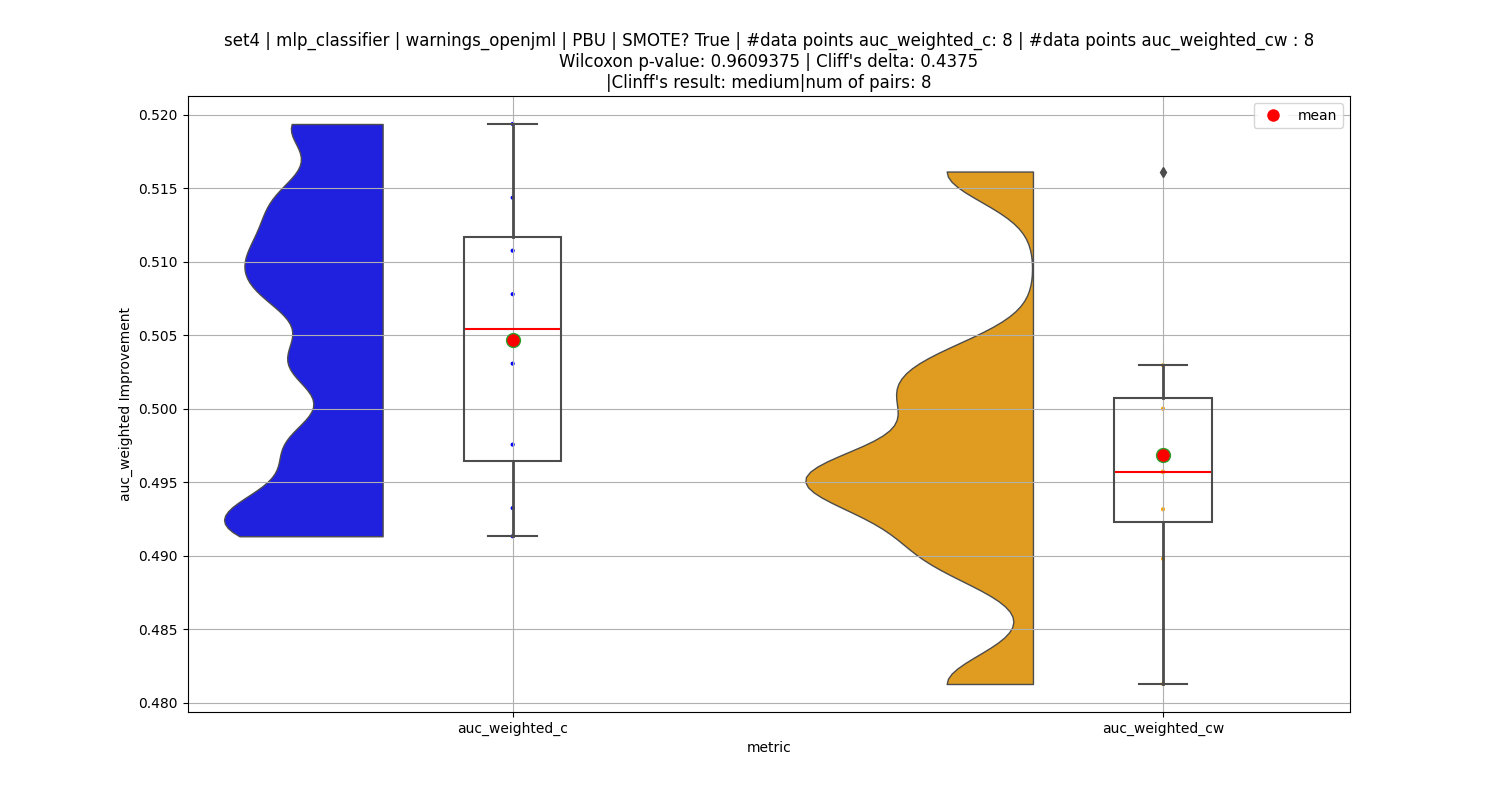 set4 | mlp_classifier | warnings_openjml | PBU | SMOTE? True | #data points auc_weighted_c: 8 | #data points auc_weighted_cw : 8
Wilcoxon p-value: 0.9609375 | Cliff's delta: 0.4375
|Clinff's result: medium|num of pairs: 8
mean
0.520
0.515
0.510
0.505
0.500
0.495
0.490
0.485
0.480
auc_weighted Improvement
auc_weighted_c
auc_weighted_cw
metric